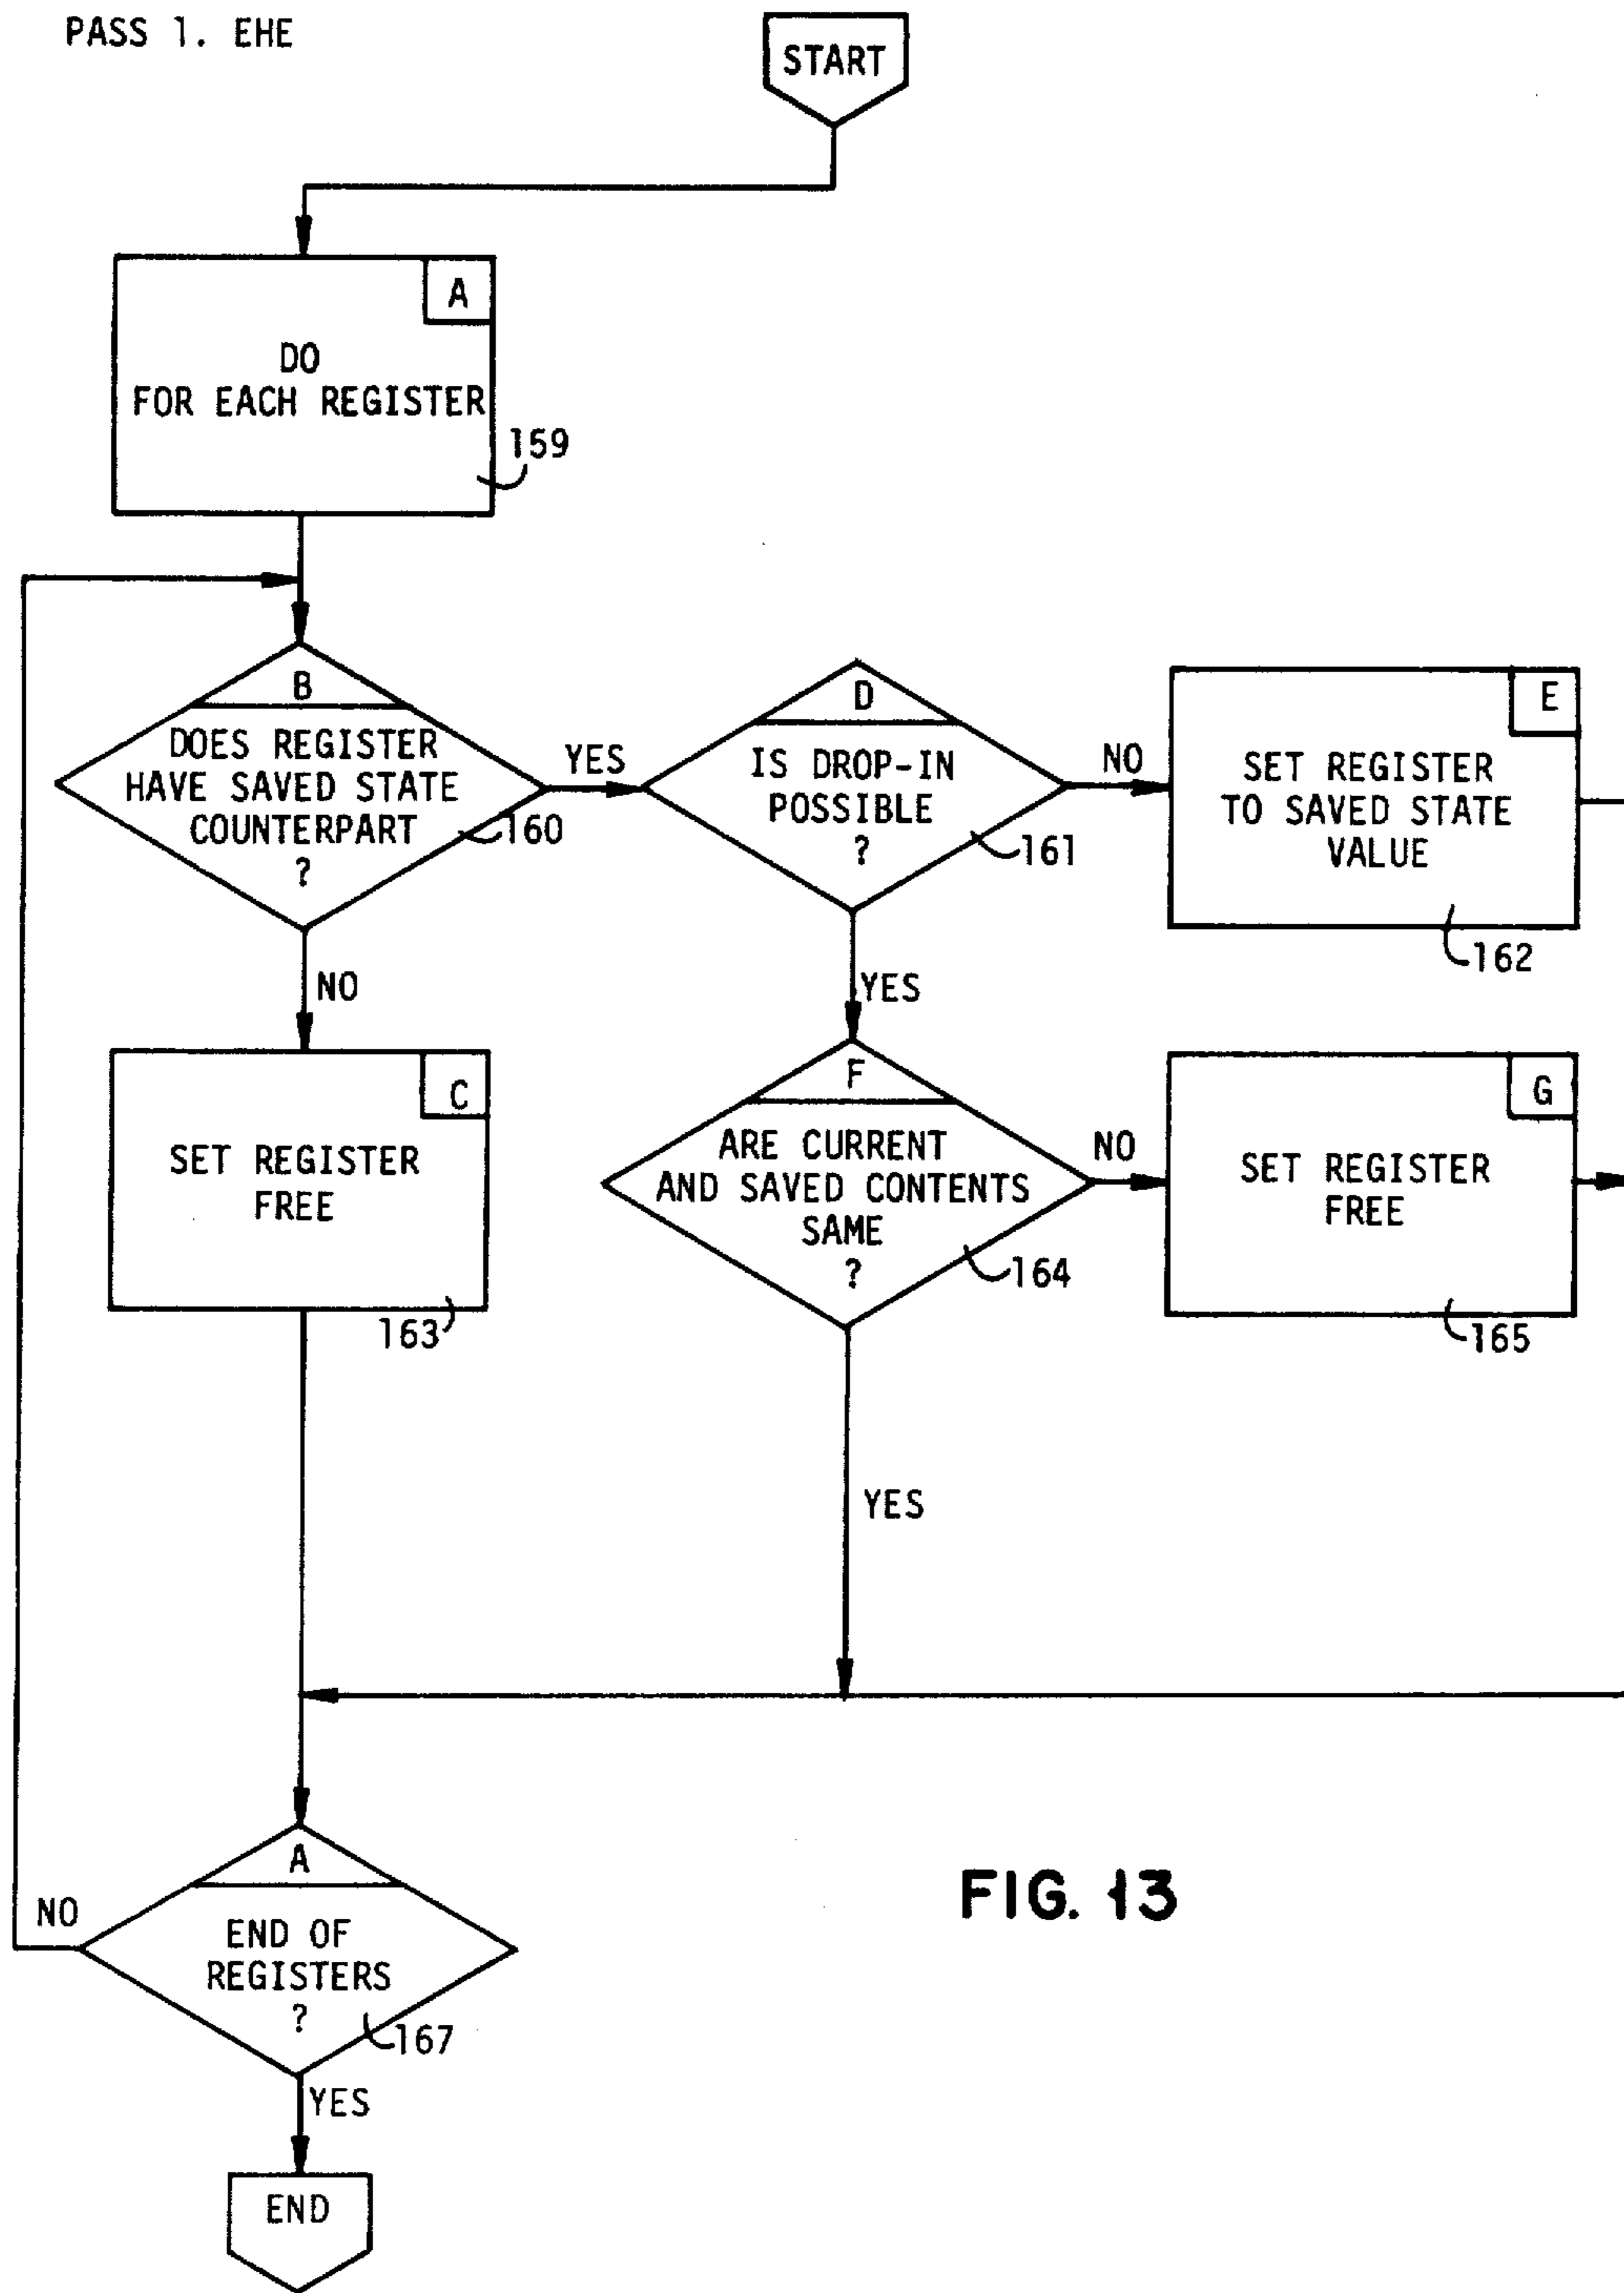 PASS 1. EHE
START
A
DO
FOR EACH REGISTER
159
B
DOES REGISTER
HAVE SAVED STATE
COUNTERPART
?
160
YES
D
IS DROP-IN
POSSIBLE
?
161
NO
E
SET REGISTER
TO SAVED STATE
VALUE
162
NO
YES
C
SET REGISTER
FREE
163
F
ARE CURRENT
AND SAVED CONTENTS
SAME
?
164
NO
G
SET REGISTER
FREE
165
YES
A
END OF
REGISTERS
?
167
NO
YES
END
FIG. 13